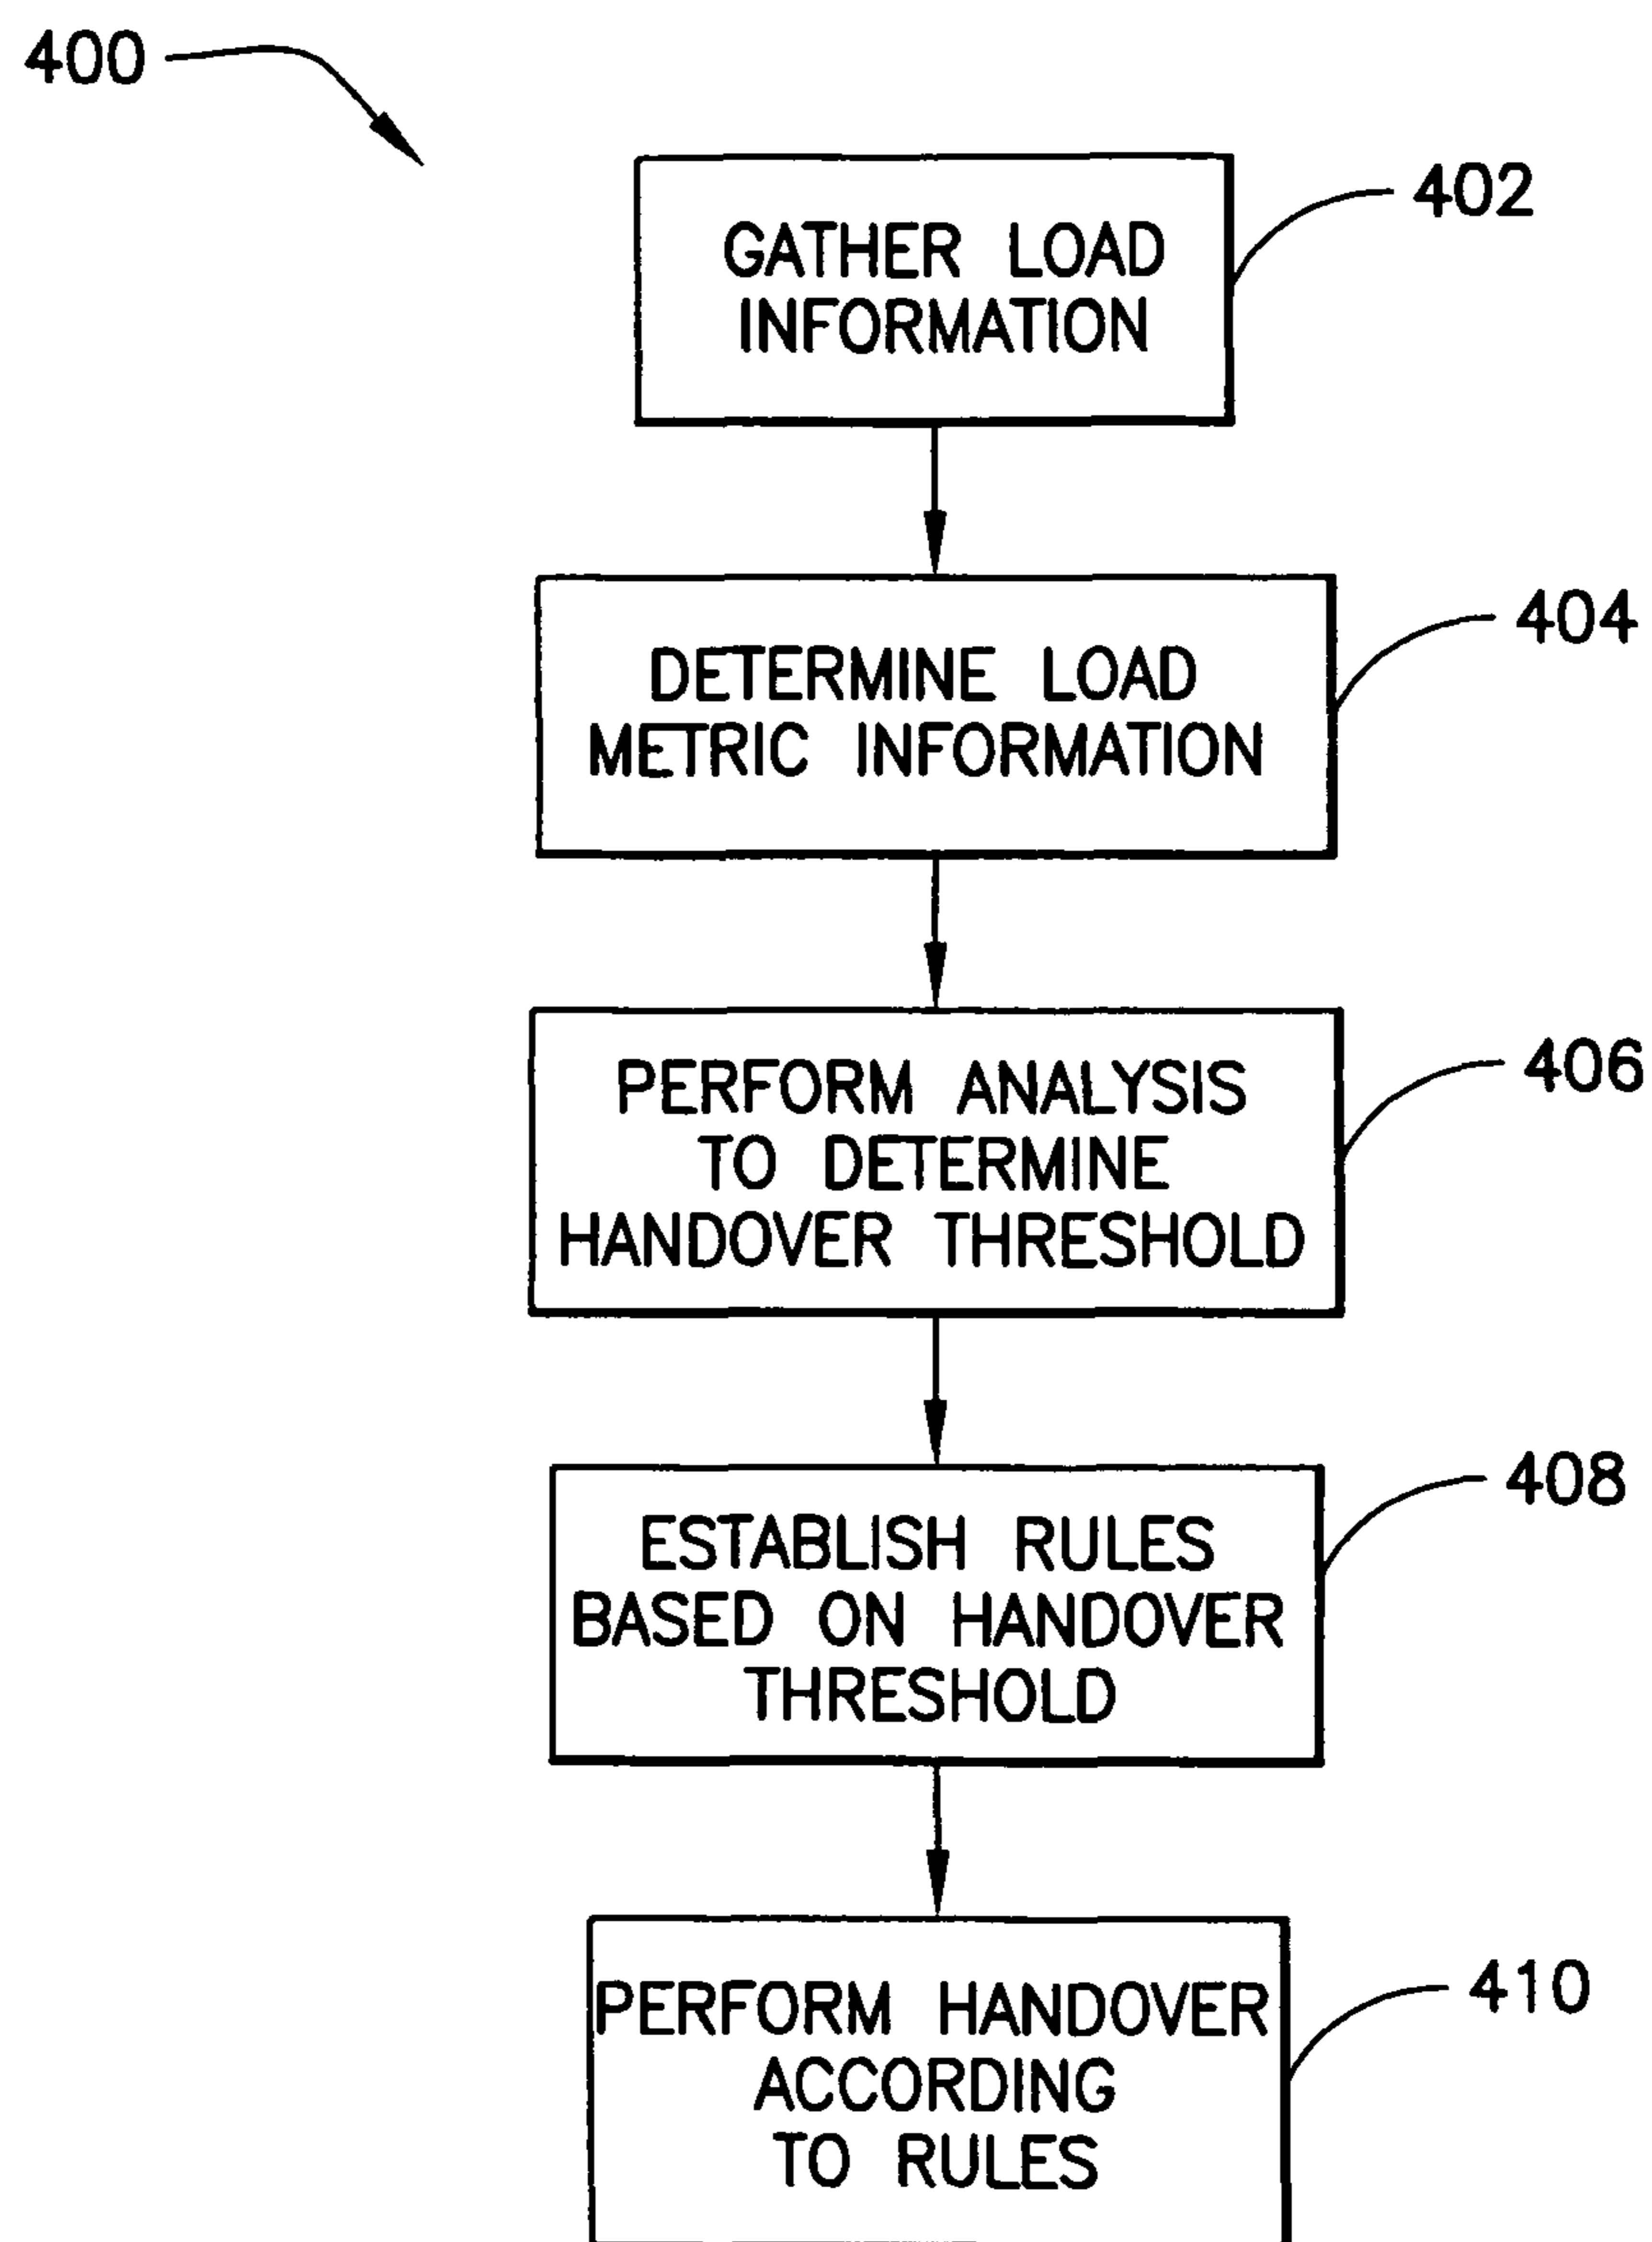 400
GATHER LOAD
INFORMATION
402
DETERMINE LOAD
METRIC INFORMATION
404
PERFORM ANALYSIS
TO DETERMINE
HANDOVER THRESHOLD
406
ESTABLISH RULES
BASED ON HANDOVER
THRESHOLD
408
PERFORM HANDOVER
ACCORDING
TO RULES
410